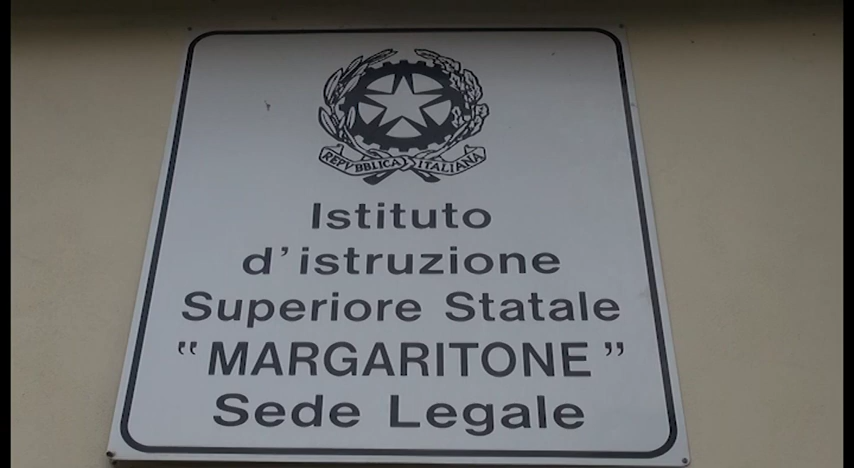 REPVBBLICA ITALIANA
Istituto
d'istruzione
Superiore Statale
"MARGARITONE"
Sede Legale